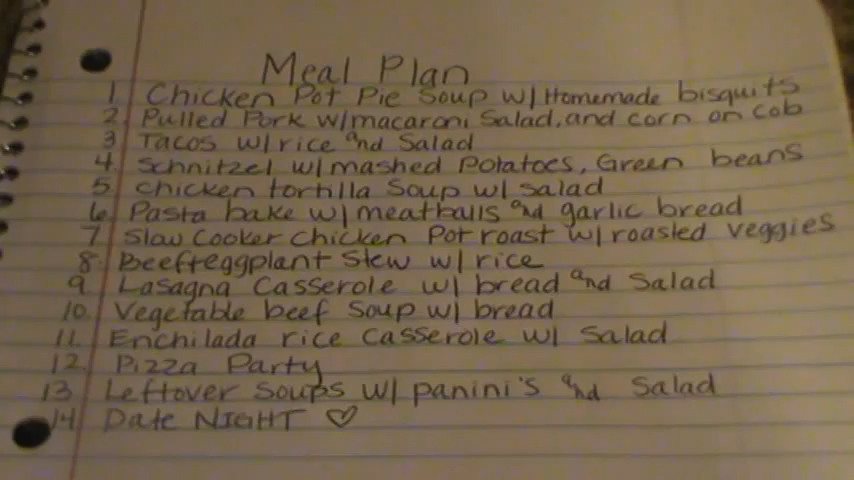 Meal Plan
1. Chicken Pot Pie Soup w/Homemade bisquits
2. Pulled Pork w/macaroni Salad, and corn on cob
3. Tacos w/rice and Salad
4. Schnitzel w/mashed Potatoes, Green beans
5. Chicken tortilla Soup w/ salad
6. Pasta bake w/meatballs and garlic bread
7. Slow Cooker Chicken Pot roast w/roasted veggies
8. Beef+eggplant Stew w/rice
9. Lasagna Casserole w/ bread and Salad
10. Vegetable beef Soup w/ bread
11. Enchilada rice Casserole w/ Salad
12. Pizza Party
13. Leftover Soups w/ panini's and Salad
14. Date NIGHT ♡